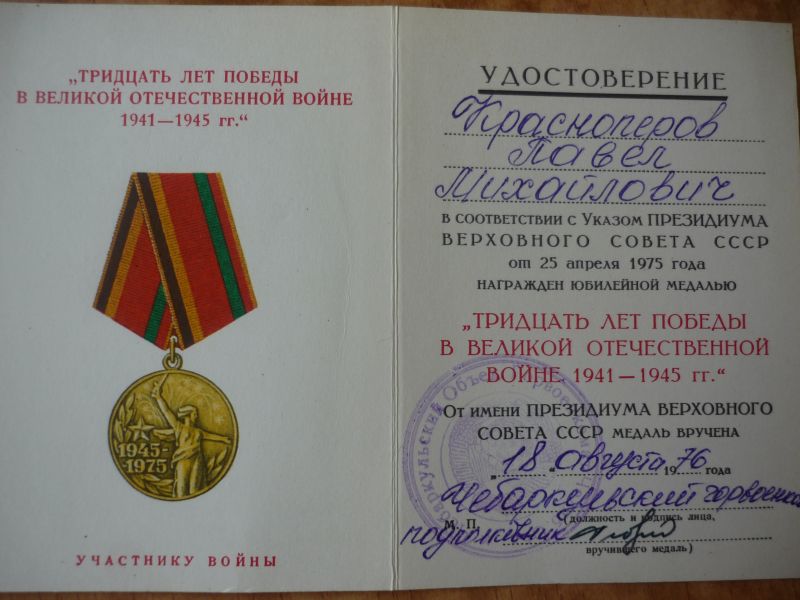 „ТРИДЦАТЬ ЛЕТ ПОБЕДЫ
В ВЕЛИКОЙ ОТЕЧЕСТВЕННОЙ ВОЙНЕ
1941—1945 гг.“
1945-
1975
УЧАСТНИКУ ВОЙНЫ
УДОСТОВЕРЕНИЕ
Красноперов
Павел
Михайлович
В СООТВЕТСТВИИ С УКАЗОМ ПРЕЗИДИУМА
ВЕРХОВНОГО СОВЕТА СССР
от 25 апреля 1975 года
НАГРАЖДЕН ЮБИЛЕЙНОЙ МЕДАЛЬЮ
„ТРИДЦАТЬ ЛЕТ ПОБЕДЫ
В ВЕЛИКОЙ ОТЕЧЕСТВЕННОЙ
ВОЙНЕ 1941—1945 гг.“
От имени ПРЕЗИДИУМА ВЕРХОВНОГО
СОВЕТА СССР МЕДАЛЬ ВРУЧЕНА
„18“ августа 1976 года
Чебаркульский горвоенком
М. П. (должность и подпись лица,
подполковник
вручившего медаль)